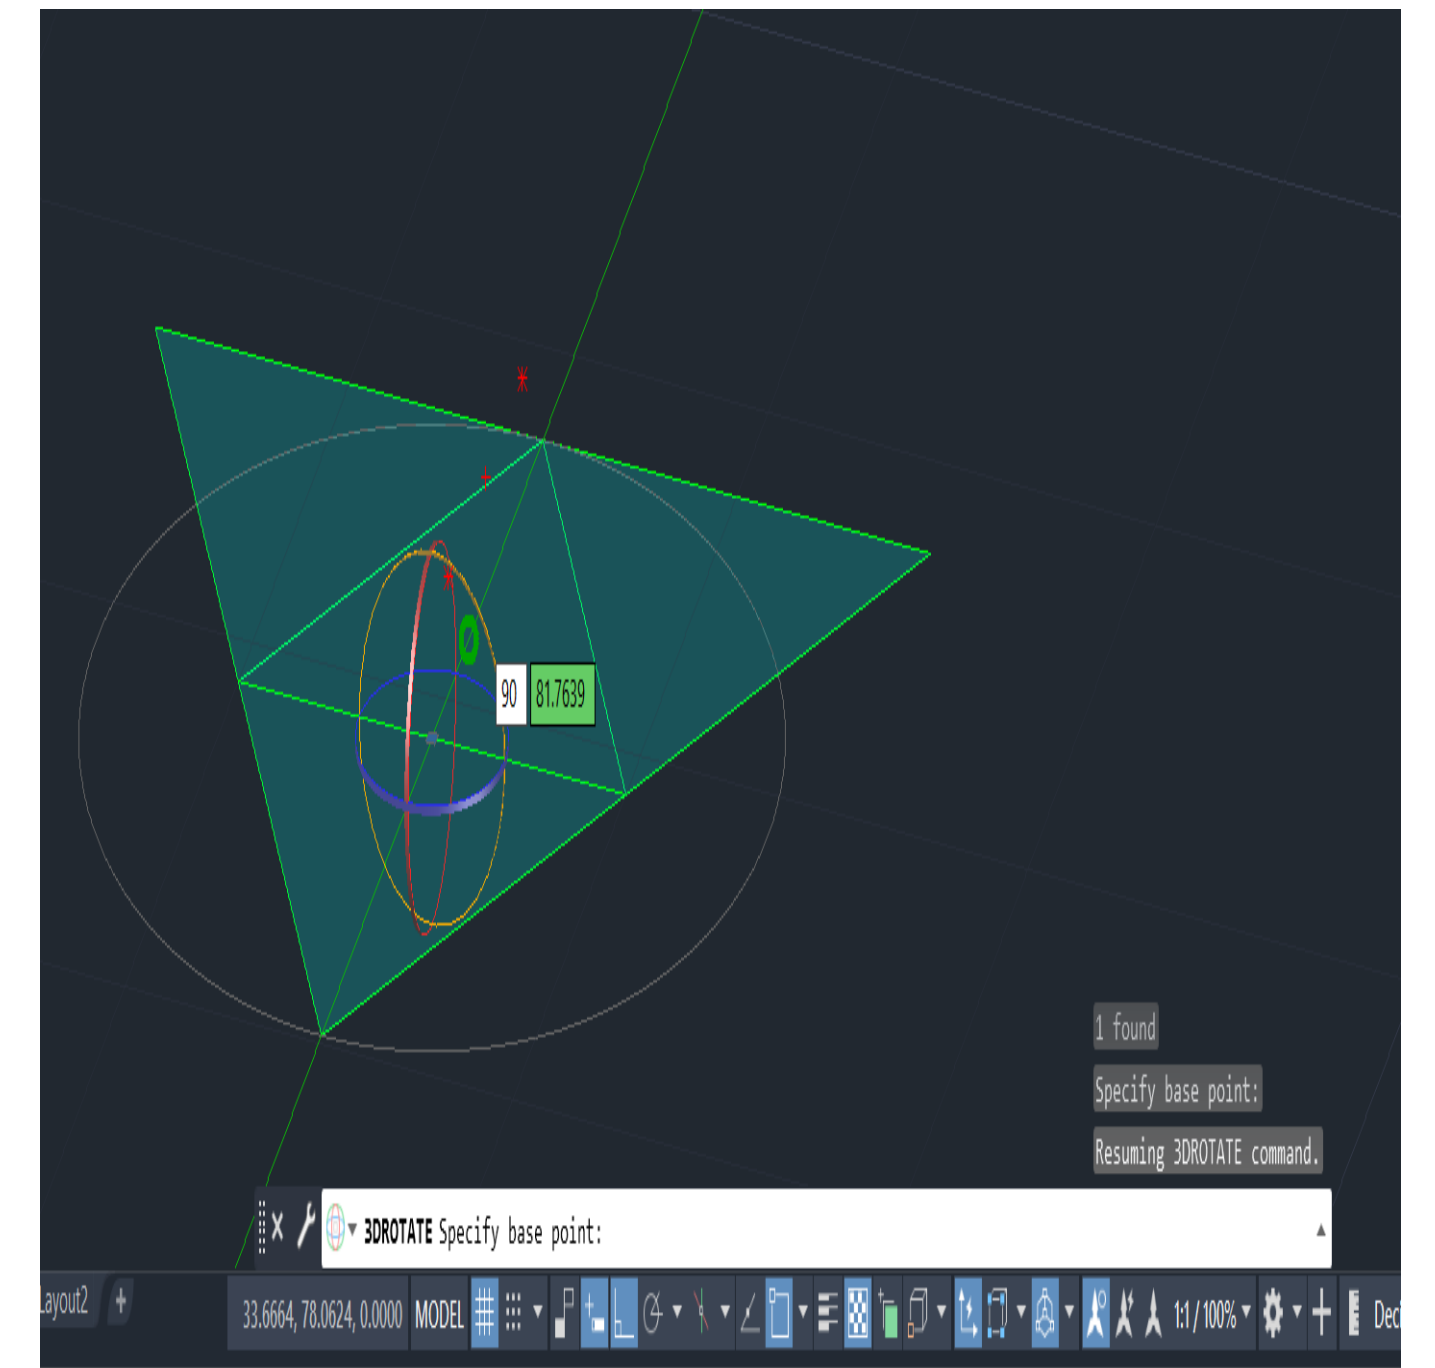 90 81.7639
1 found
Specify base point:
Resuming 3DROTATE command.
3DROTATE Specify base point:
Layout2 +
33.6664, 78.0624, 0.0000 MODEL 1:1 / 100% Deci